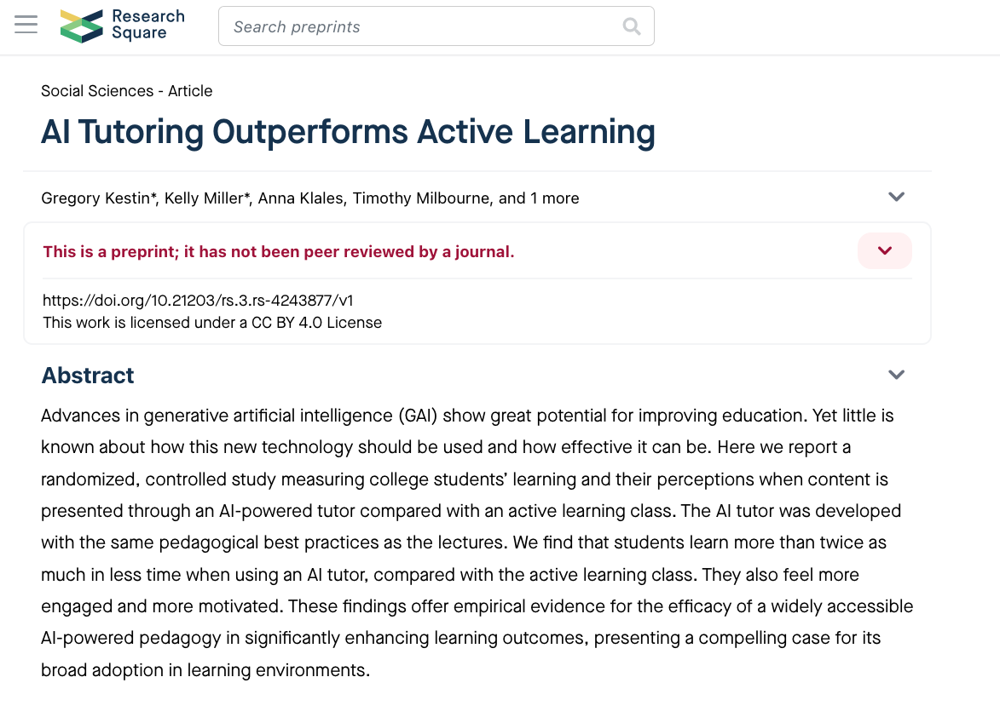 Research
Square
Search preprints
Social Sciences - Article
AI Tutoring Outperforms Active Learning
Gregory Kestin*, Kelly Miller*, Anna Klales, Timothy Milbourne, and 1 more
This is a preprint; it has not been peer reviewed by a journal.
https://doi.org/10.21203/rs.3.rs-4243877/v1
This work is licensed under a CC BY 4.0 License
Abstract
Advances in generative artificial intelligence (GAI) show great potential for improving education. Yet little is
known about how this new technology should be used and how effective it can be. Here we report a
randomized, controlled study measuring college students’ learning and their perceptions when content is
presented through an AI-powered tutor compared with an active learning class. The AI tutor was developed
with the same pedagogical best practices as the lectures. We find that students learn more than twice as
much in less time when using an AI tutor, compared with the active learning class. They also feel more
engaged and more motivated. These findings offer empirical evidence for the efficacy of a widely accessible
AI-powered pedagogy in significantly enhancing learning outcomes, presenting a compelling case for its
broad adoption in learning environments.